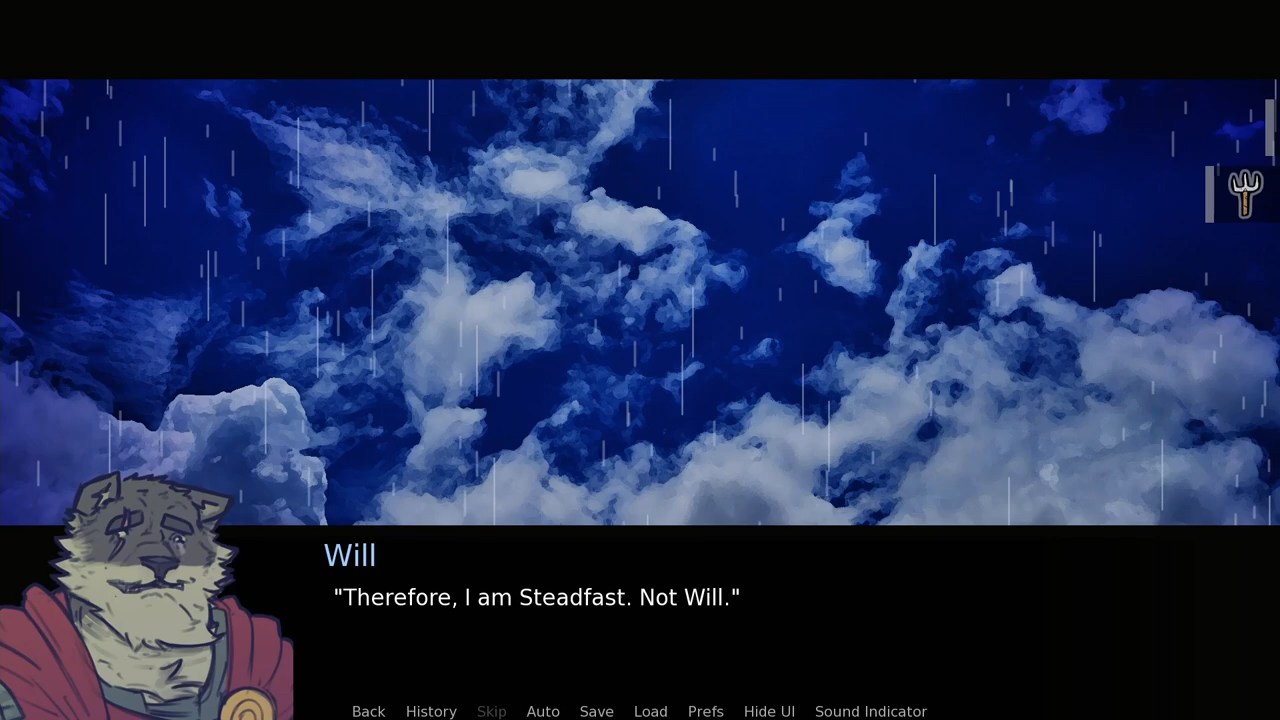 Will
"Therefore, I am Steadfast. Not Will."
Back History Skip Auto Save Load Prefs Hide UI Sound Indicator